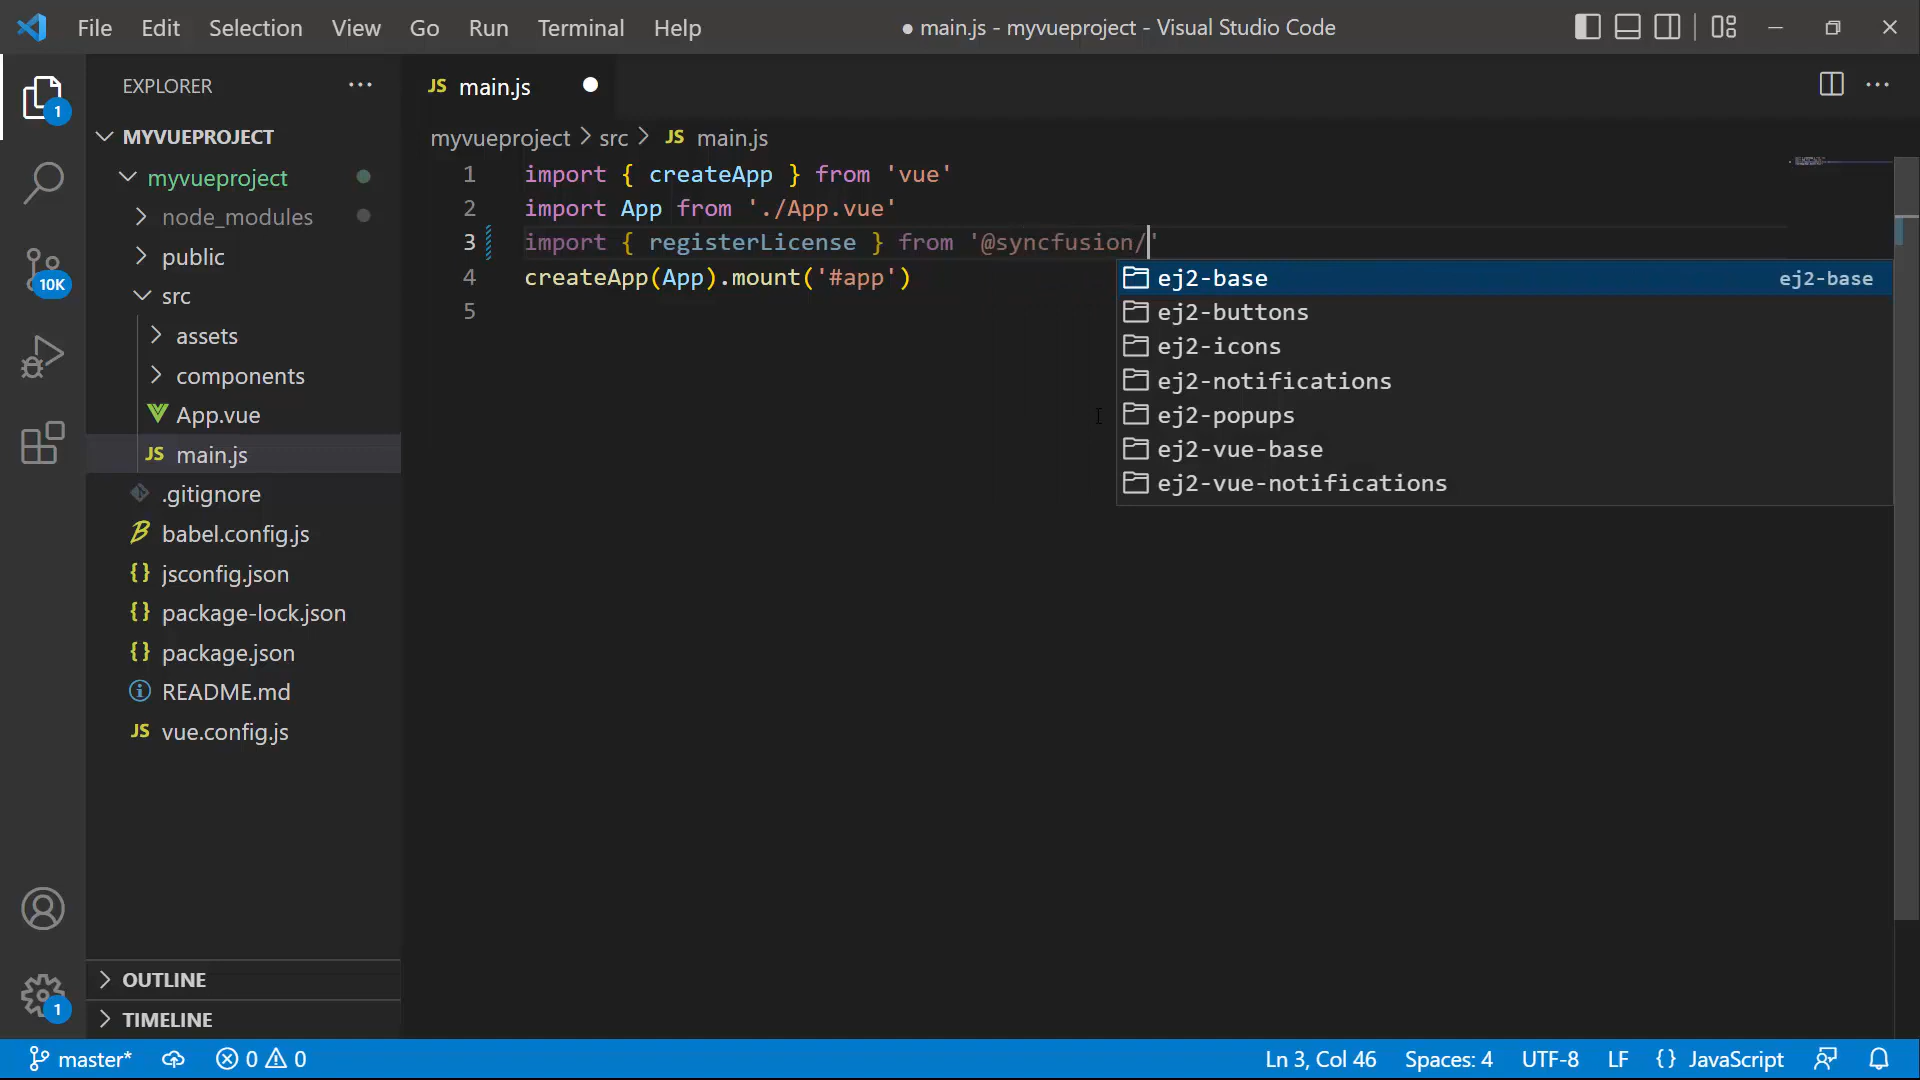 File Edit Selection View Go Run Terminal Help
● main.js - myvueproject - Visual Studio Code
EXPLORER
MYVUEPROJECT
myvueproject
node_modules
public
src
assets
components
App.vue
JS main.js
.gitignore
babel.config.js
{} jsconfig.json
{} package-lock.json
{} package.json
README.md
JS vue.config.js
OUTLINE
TIMELINE
1
10K
1
JS main.js
myvueproject > src > JS main.js
1 import { createApp } from 'vue'
2 import App from './App.vue'
3 import { registerLicense } from '@syncfusion/'
4 createApp(App).mount('#app')
5
ej2-base ej2-base
ej2-buttons
ej2-icons
ej2-notifications
ej2-popups
ej2-vue-base
ej2-vue-notifications
master* 0 0 Ln 3, Col 46 Spaces: 4 UTF-8 LF {} JavaScript